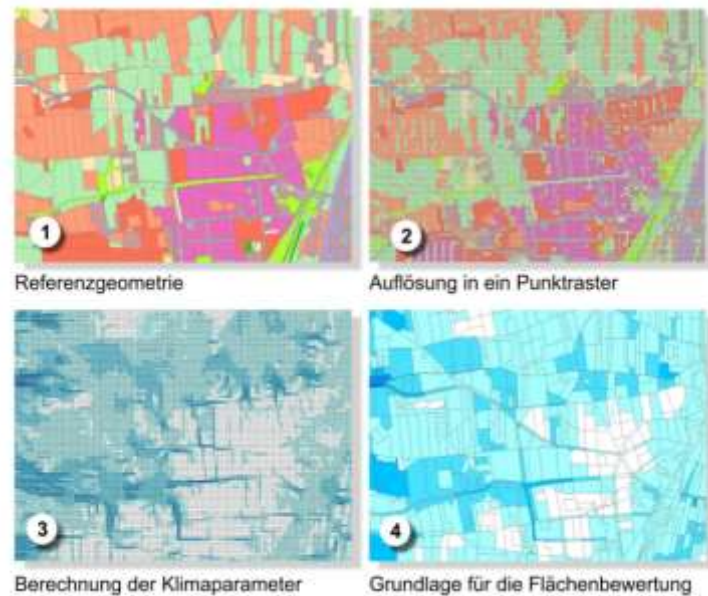 1
Referenzgeometrie
2
Auflösung in ein Punktraster
3
Berechnung der Klimaparameter
4
Grundlage für die Flächenbewertung